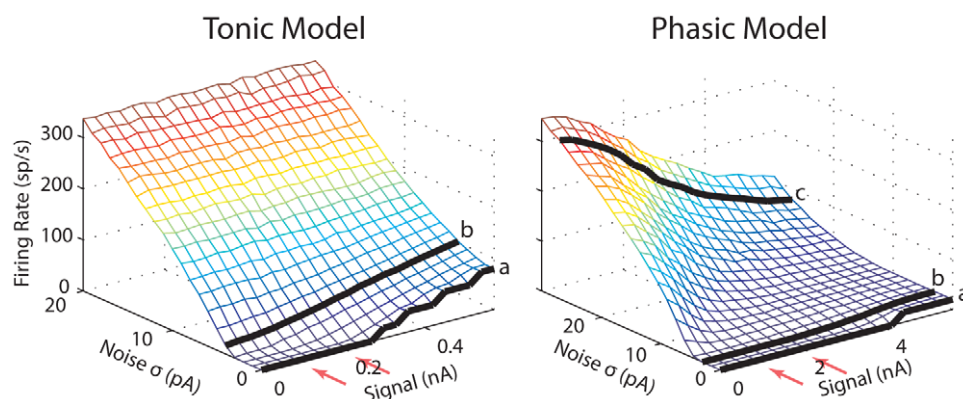 Tonic Model
Phasic Model
Firing Rate (sp/s)
300
200
100
0
20
10
0
Noise σ (pA)
0
0.2
0.4
Signal (nA)
b
a
20
10
0
Noise σ (pA)
0
2
4
Signal (nA)
c
b
a